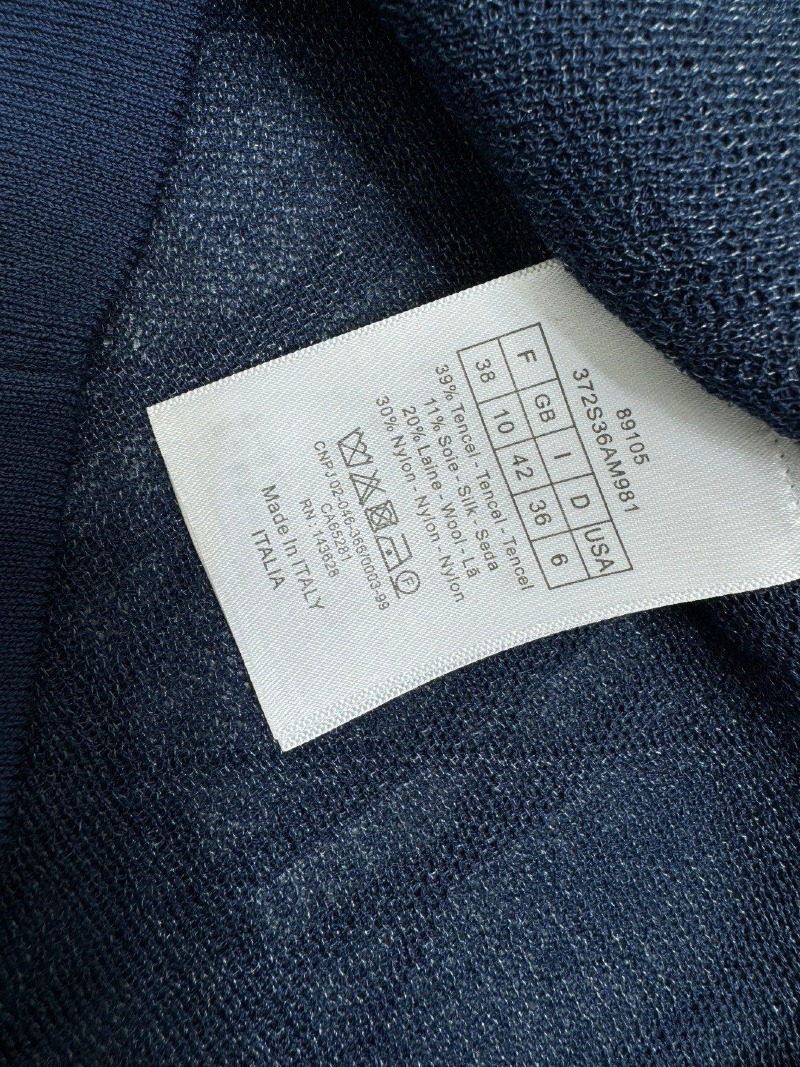 89105
372S36AM981
F GB I D USA
38 10 42 36 6
39% Tencel - Tencel - Tencel
11% Soie - Silk - Seda
20% Laine - Wool - Lã
30% Nylon - Nylon - Nylon
F
CNPJ 02-046-365/0003-99
CA65281
RN: 143628
Made In ITALY
ITALIA